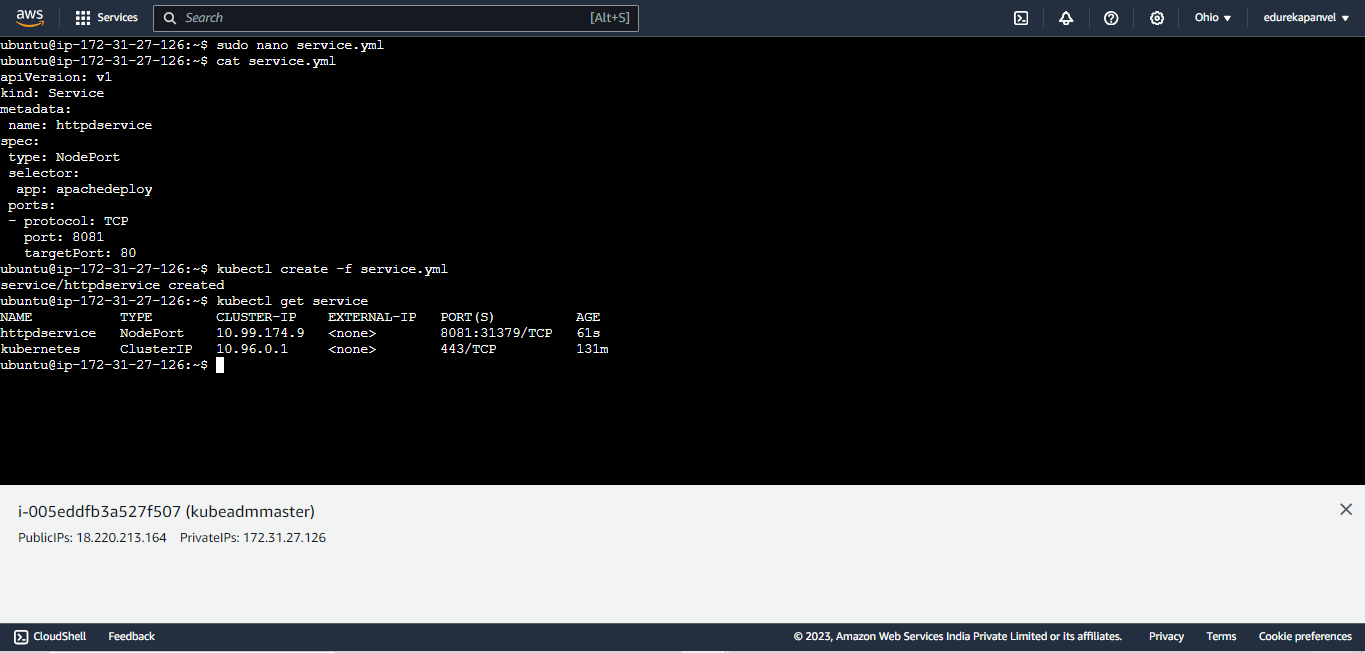 aws Services Search [Alt+S] Ohio ▼ edurekapanvel ▼
ubuntu@ip-172-31-27-126:~$ sudo nano service.yml
ubuntu@ip-172-31-27-126:~$ cat service.yml
apiVersion: v1
kind: Service
metadata:
 name: httpdservice
spec:
 type: NodePort
 selector:
  app: apachedeploy
 ports:
 - protocol: TCP
   port: 8081
   targetPort: 80
ubuntu@ip-172-31-27-126:~$ kubectl create -f service.yml
service/httpdservice created
ubuntu@ip-172-31-27-126:~$ kubectl get service
NAME           TYPE        CLUSTER-IP    EXTERNAL-IP   PORT(S)          AGE
httpdservice   NodePort    10.99.174.9   <none>        8081:31379/TCP   61s
kubernetes     ClusterIP   10.96.0.1     <none>        443/TCP          131m
ubuntu@ip-172-31-27-126:~$
i-005eddfb3a527f507 (kubeadmmaster)
PublicIPs: 18.220.213.164 PrivateIPs: 172.31.27.126
CloudShell Feedback © 2023, Amazon Web Services India Private Limited or its affiliates. Privacy Terms Cookie preferences